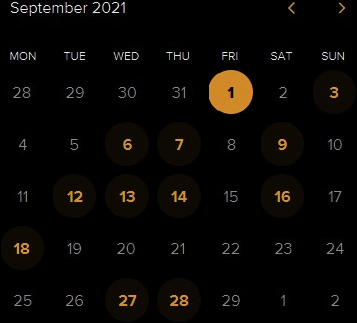 September 2021
MON TUE WED THU FRI SAT SUN
28 29 30 31 1 2 3
4 5 6 7 8 9 10
11 12 13 14 15 16 17
18 19 20 21 22 23 24
25 26 27 28 29 1 2